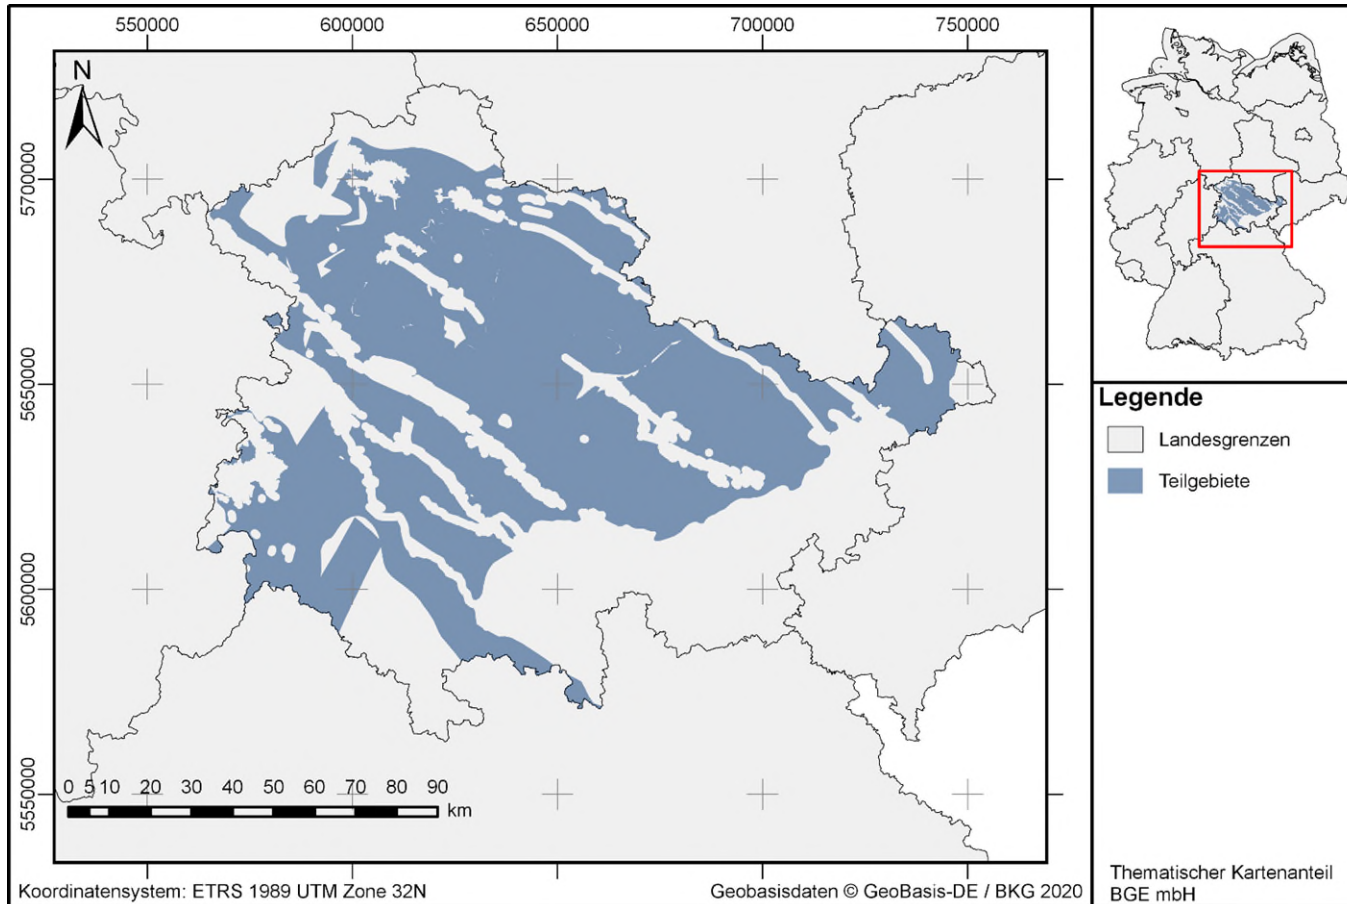 550000 600000 650000 700000 750000
N
5700000
5650000
5600000
5550000
0 5 10 20 30 40 50 60 70 80 90
km
Koordinatensystem: ETRS 1989 UTM Zone 32N
Geobasisdaten © GeoBasis-DE / BKG 2020
Legende
Landesgrenzen
Teilgebiete
Thematischer Kartenanteil
BGE mbH